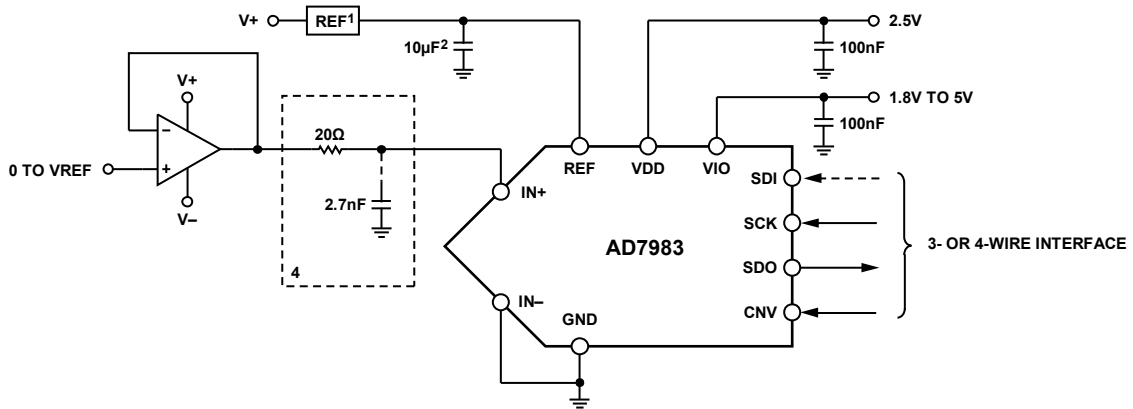 V+ REF¹
10µF²
2.5V
100nF
1.8V TO 5V
100nF
V+
−
+
0 TO VREF
V−
20Ω
2.7nF
4
REF
VDD
VIO
IN+
IN−
GND
AD7983
SDI
SCK
SDO
CNV
3- OR 4-WIRE INTERFACE